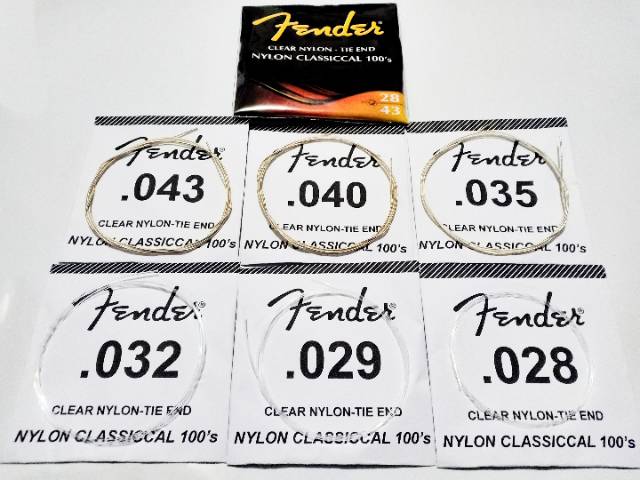 Fender
CLEAR NYLON - TIE END
NYLON CLASSICCAL 100's
28
43
Fender®
.043
CLEAR NYLON-TIE END
NYLON CLASSICCAL 100's
Fender®
.040
CLEAR NYLON-TIE END
NYLON CLASSICCAL 100's
Fender®
.035
CLEAR NYLON-TIE END
NYLON CLASSICCAL 100's
Fender®
.032
CLEAR NYLON-TIE END
NYLON CLASSICCAL 100's
Fender®
.029
CLEAR NYLON-TIE END
NYLON CLASSICCAL 100's
Fender®
.028
CLEAR NYLON-TIE END
NYLON CLASSICCAL 100's